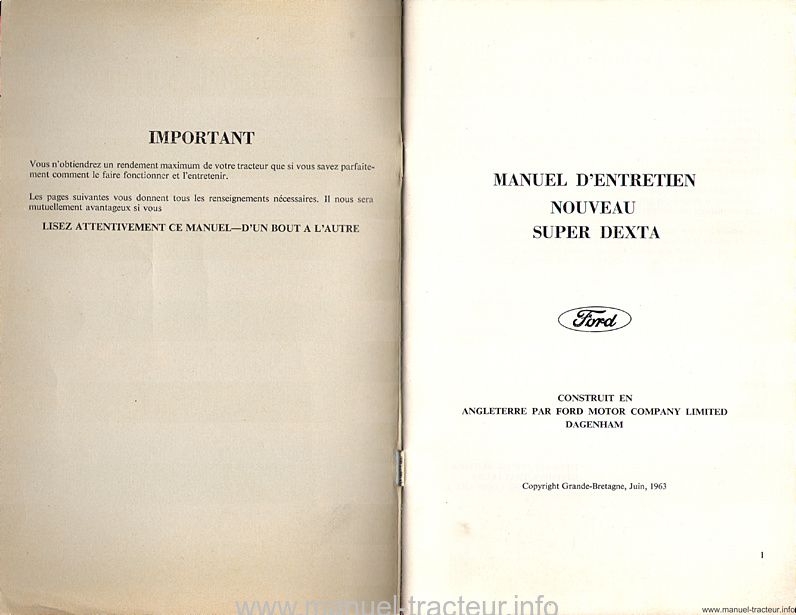 IMPORTANT
Vous n'obtiendrez un rendement maximum de votre tracteur que si vous savez parfaite-
ment comment le faire fonctionner et l'entretenir.
Les pages suivantes vous donnent tous les renseignements nécessaires. Il nous sera
mutuellement avantageux si vous
LISEZ ATTENTIVEMENT CE MANUEL—D'UN BOUT A L'AUTRE
MANUEL D'ENTRETIEN
NOUVEAU
SUPER DEXTA
Ford
CONSTRUIT EN
ANGLETERRE PAR FORD MOTOR COMPANY LIMITED
DAGENHAM
Copyright Grande-Bretagne, Juin, 1963
1
www.manuel-tracteur.info
www.manuel-tracteur.info